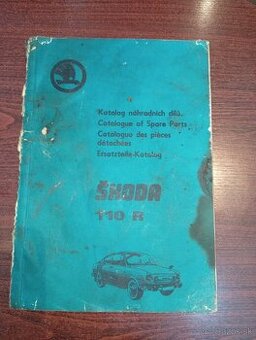 Katalog náhradních dílů
Catalogue of Spare Parts
Catalogue des pièces
détachées
Ersatzteile-Katalog
ŠKODA
110 R